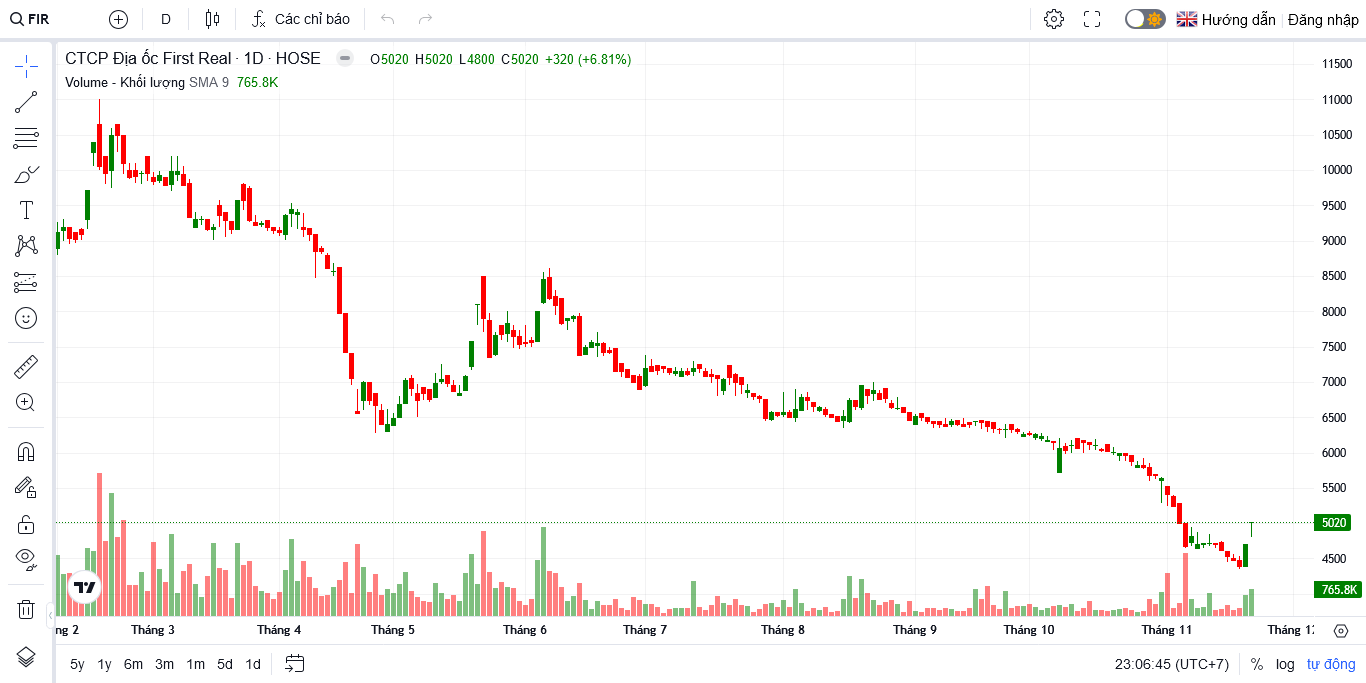 FIR D Các chỉ báo Hướng dẫn Đăng nhập
CTCP Địa ốc First Real · 1D · HOSE O5020 H5020 L4800 C5020 +320 (+6.81%)
Volume - Khối lượng SMA 9 765.8K
11500
11000
10500
10000
9500
9000
8500
8000
7500
7000
6500
6000
5500
5020
4500
765.8K
ng 2 Tháng 3 Tháng 4 Tháng 5 Tháng 6 Tháng 7 Tháng 8 Tháng 9 Tháng 10 Tháng 11 Tháng 12
5y 1y 6m 3m 1m 5d 1d 23:06:45 (UTC+7) % log tự động